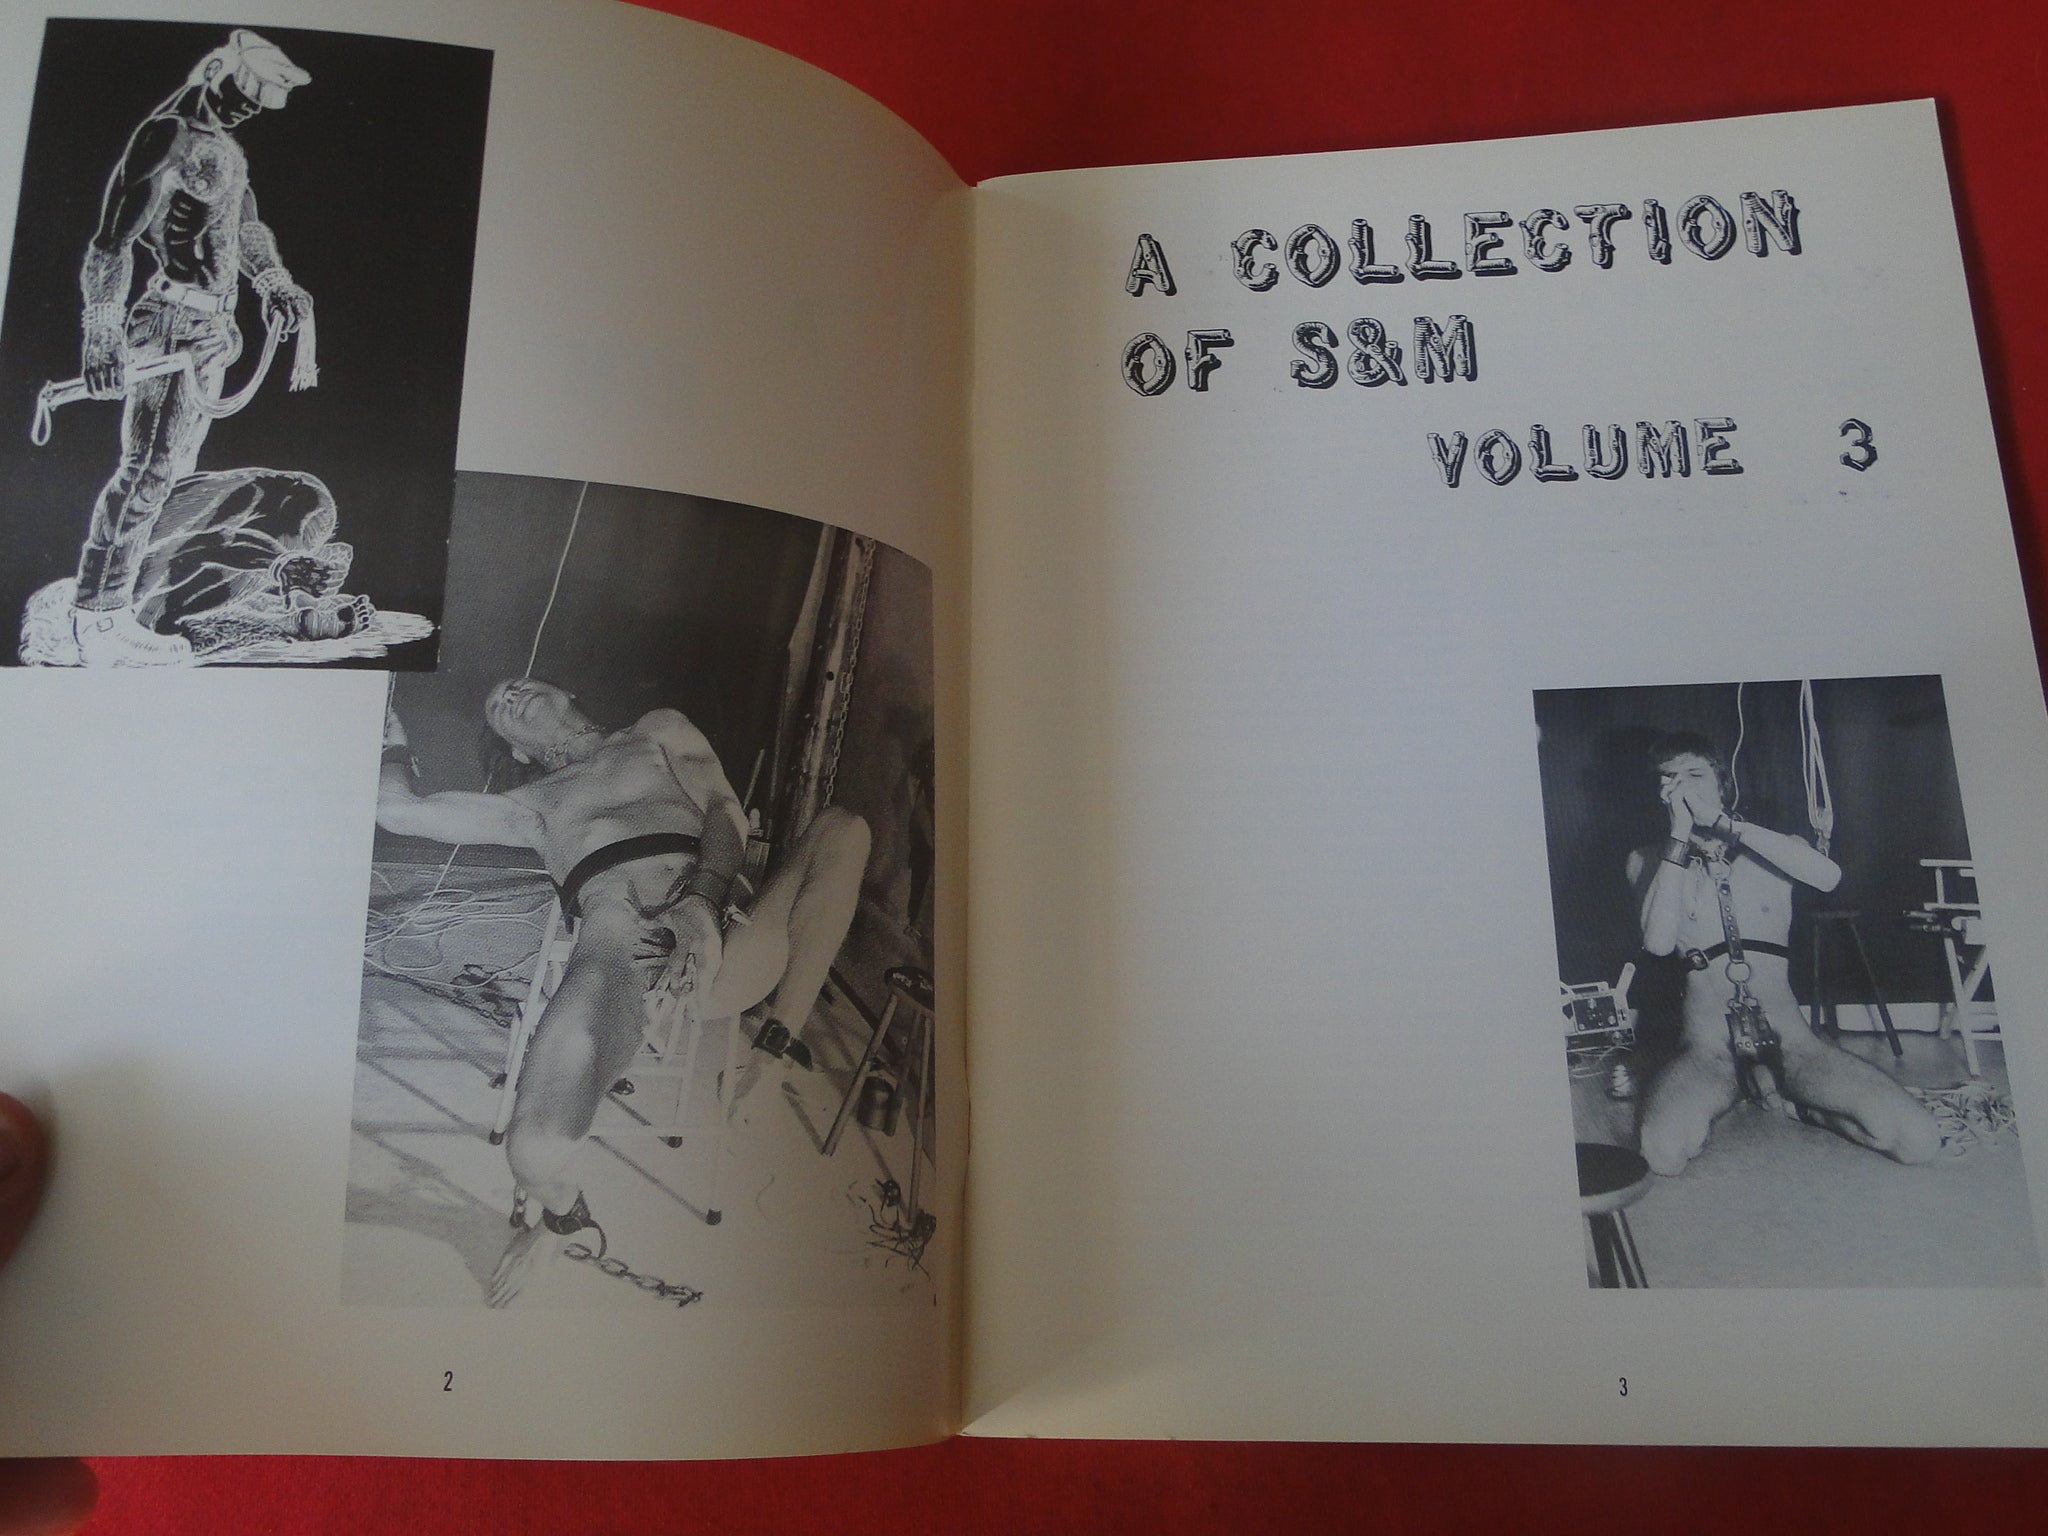 A COLLECTION
OF S&M
VOLUME 3
2
3